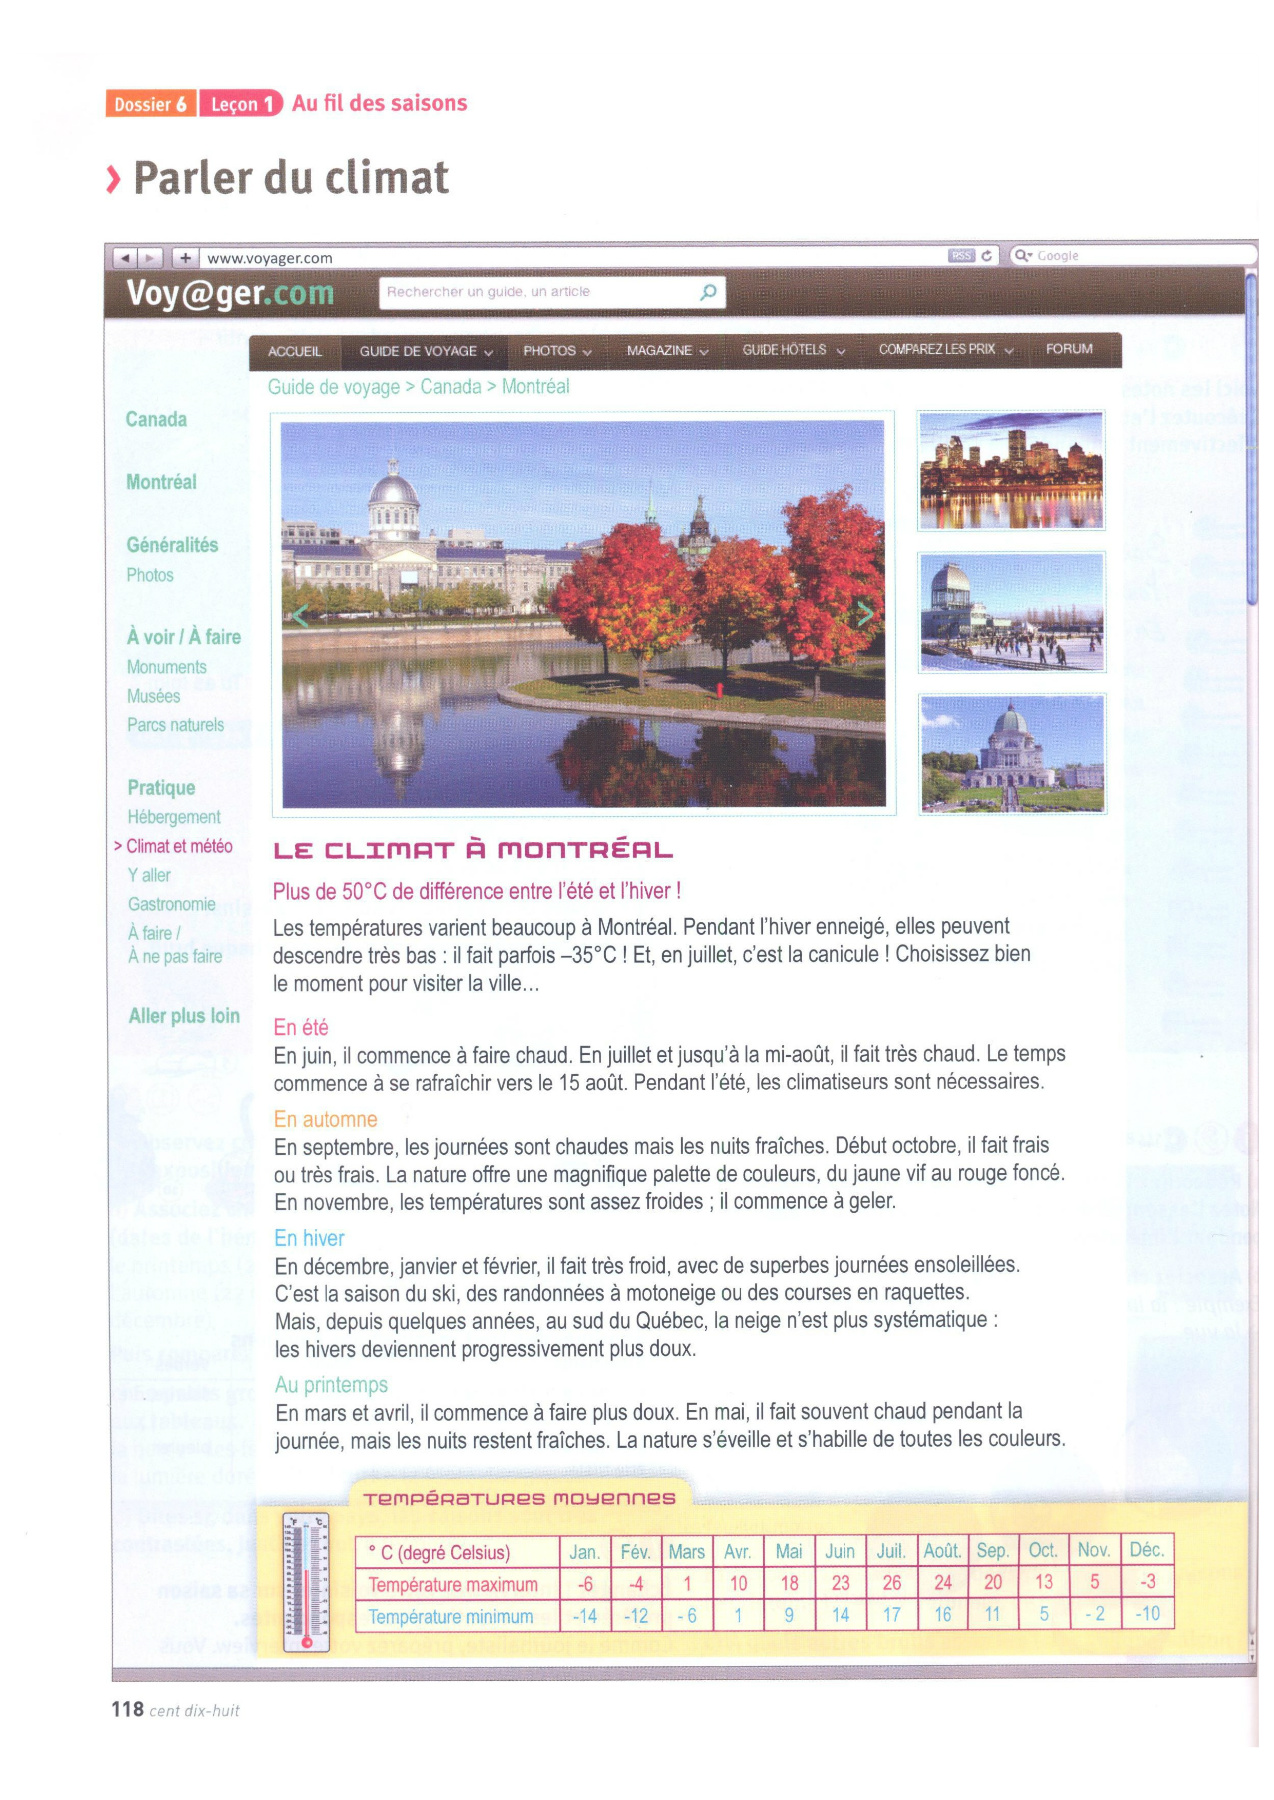 Dossier 6 Leçon 1 Au fil des saisons
› Parler du climat
www.voyager.com RSS Google
Voy@ger.com Rechercher un guide, un article
ACCUEIL GUIDE DE VOYAGE PHOTOS MAGAZINE GUIDE HÔTELS COMPAREZ LES PRIX FORUM
Guide de voyage > Canada > Montréal
Canada
Montréal
Généralités
Photos
À voir / À faire
Monuments
Musées
Parcs naturels
Pratique
Hébergement
> Climat et météo
Y aller
Gastronomie
À faire /
À ne pas faire
Aller plus loin
LE CLIMAT À MONTRÉAL
Plus de 50°C de différence entre l'été et l'hiver !
Les températures varient beaucoup à Montréal. Pendant l'hiver enneigé, elles peuvent
descendre très bas : il fait parfois –35°C ! Et, en juillet, c'est la canicule ! Choisissez bien
le moment pour visiter la ville...
En été
En juin, il commence à faire chaud. En juillet et jusqu'à la mi-août, il fait très chaud. Le temps
commence à se rafraîchir vers le 15 août. Pendant l'été, les climatiseurs sont nécessaires.
En automne
En septembre, les journées sont chaudes mais les nuits fraîches. Début octobre, il fait frais
ou très frais. La nature offre une magnifique palette de couleurs, du jaune vif au rouge foncé.
En novembre, les températures sont assez froides ; il commence à geler.
En hiver
En décembre, janvier et février, il fait très froid, avec de superbes journées ensoleillées.
C'est la saison du ski, des randonnées à motoneige ou des courses en raquettes.
Mais, depuis quelques années, au sud du Québec, la neige n'est plus systématique :
les hivers deviennent progressivement plus doux.
Au printemps
En mars et avril, il commence à faire plus doux. En mai, il fait souvent chaud pendant la
journée, mais les nuits restent fraîches. La nature s'éveille et s'habille de toutes les couleurs.
TEMPÉRATURES MOYENNES
°F °C
° C (degré Celsius) Jan. Fév. Mars Avr. Mai Juin Juil. Août. Sep. Oct. Nov. Déc.
Température maximum -6 -4 1 10 18 23 26 24 20 13 5 -3
Température minimum -14 -12 - 6 1 9 14 17 16 11 5 - 2 -10
118 cent dix-huit